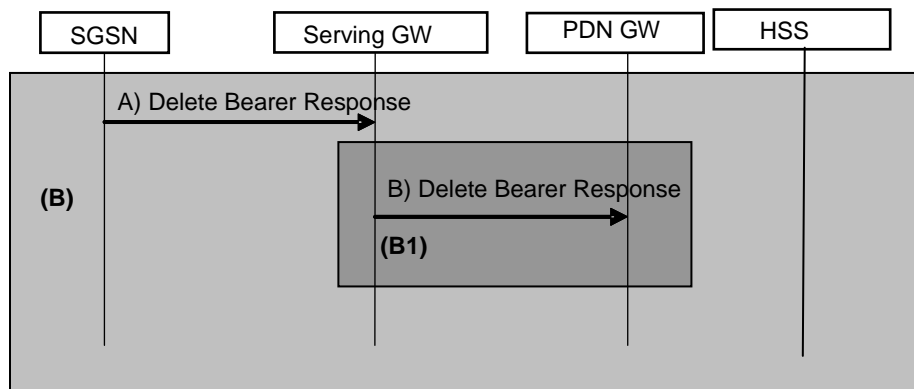 SGSN
Serving GW
PDN GW
HSS
A) Delete Bearer Response
(B)
B) Delete Bearer Response
(B1)